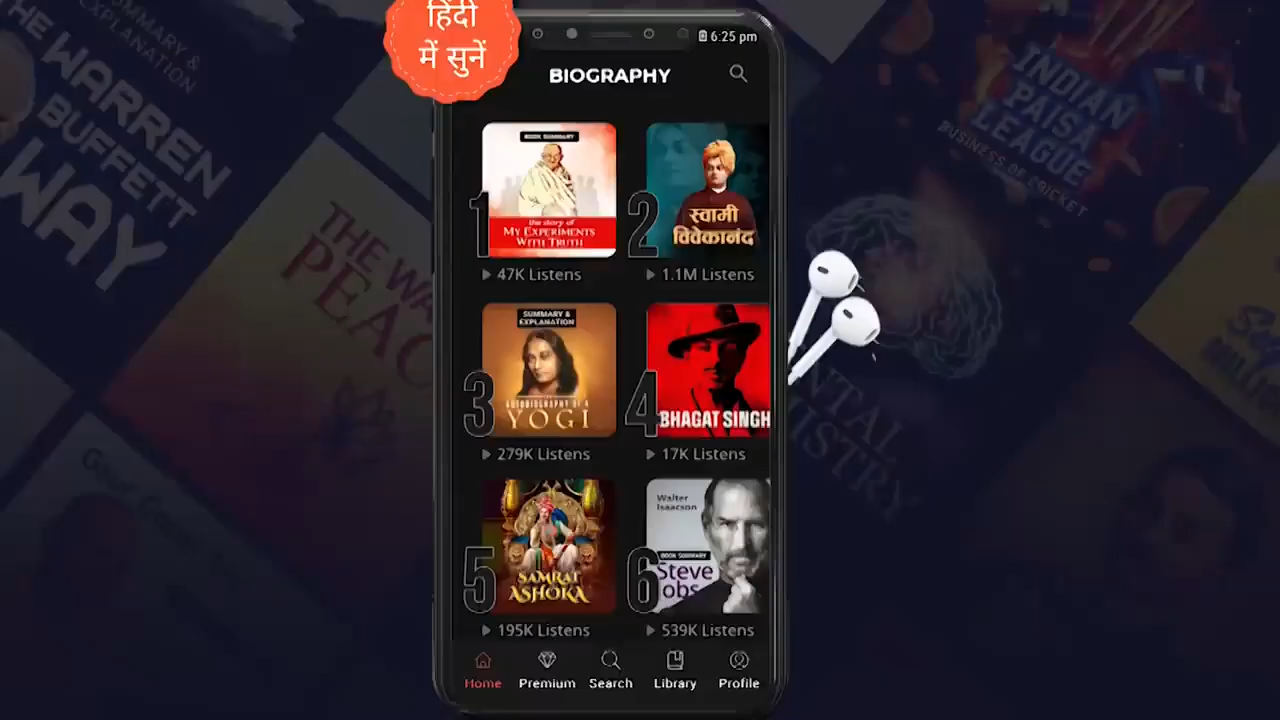 हिंदी
में सुनें
6:25 pm
BIOGRAPHY
BOOK SUMMARY
the story of
MY EXPERIMENTS
WITH TRUTH
1
47K Listens
स्वामी
विवेकानंद
2
1.1M Listens
SUMMARY &
EXPLANATION
AUTOBIOGRAPHY OF A
YOGI
3
279K Listens
BHAGAT SINGH
4
17K Listens
SAMRAT
ASHOKA
5
195K Listens
Walter
Isaacson
BOOK SUMMARY
Steve
Jobs
6
539K Listens
Home
Premium
Search
Library
Profile
SUMMARY &
EXPLANATION
THE WARREN
BUFFETT
WAY
THE WA
PEAC
INDIAN
PAISA
LEAGUE
BUSINESS OF CRICKET